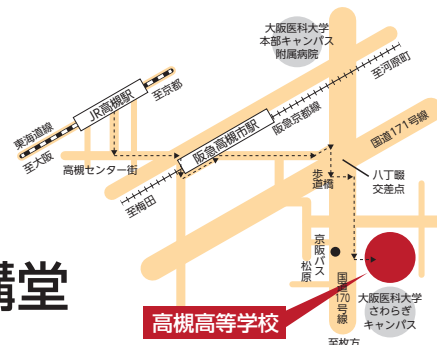 大阪医科大学
本部キャンパス
附属病院
至河原町
JR高槻駅
至京都
東海道線
至大阪
阪急高槻市駅
阪急京都線
国道171号線
高槻センター街
至梅田
歩道橋
八丁畷
交差点
京阪バス
松原
国道170号線
講堂
高槻高等学校
大阪医科大学
さわらぎ
キャンパス
至枚方